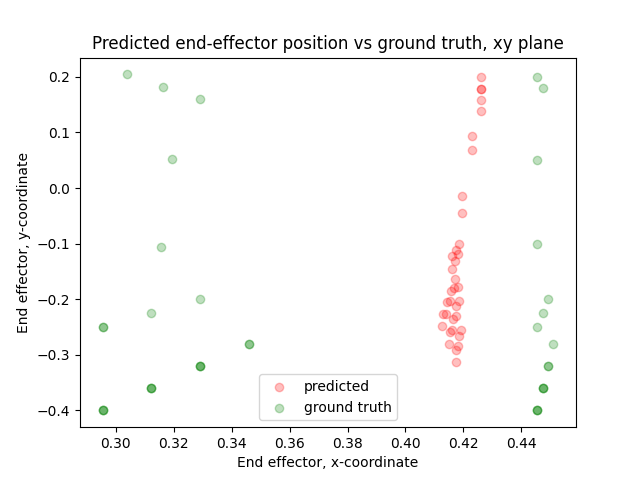 Predicted end-effector position vs ground truth, xy plane
End effector, y-coordinate
0.2
0.1
0.0
−0.1
−0.2
−0.3
−0.4
predicted
ground truth
0.30 0.32 0.34 0.36 0.38 0.40 0.42 0.44
End effector, x-coordinate